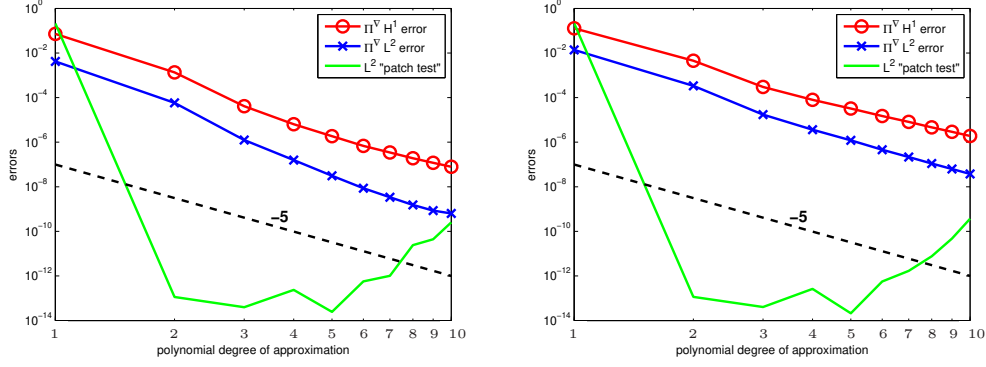 10^0
10^-2
10^-4
10^-6
10^-8
10^-10
10^-12
10^-14
errors
Π^∇ H^1 error
Π^∇ L^2 error
L^2 "patch test"
−5
1 2 3 4 5 6 7 8 9 10
polynomial degree of approximation
10^0
10^-2
10^-4
10^-6
10^-8
10^-10
10^-12
10^-14
errors
Π^∇ H^1 error
Π^∇ L^2 error
L^2 "patch test"
−5
1 2 3 4 5 6 7 8 9 10
polynomial degree of approximation